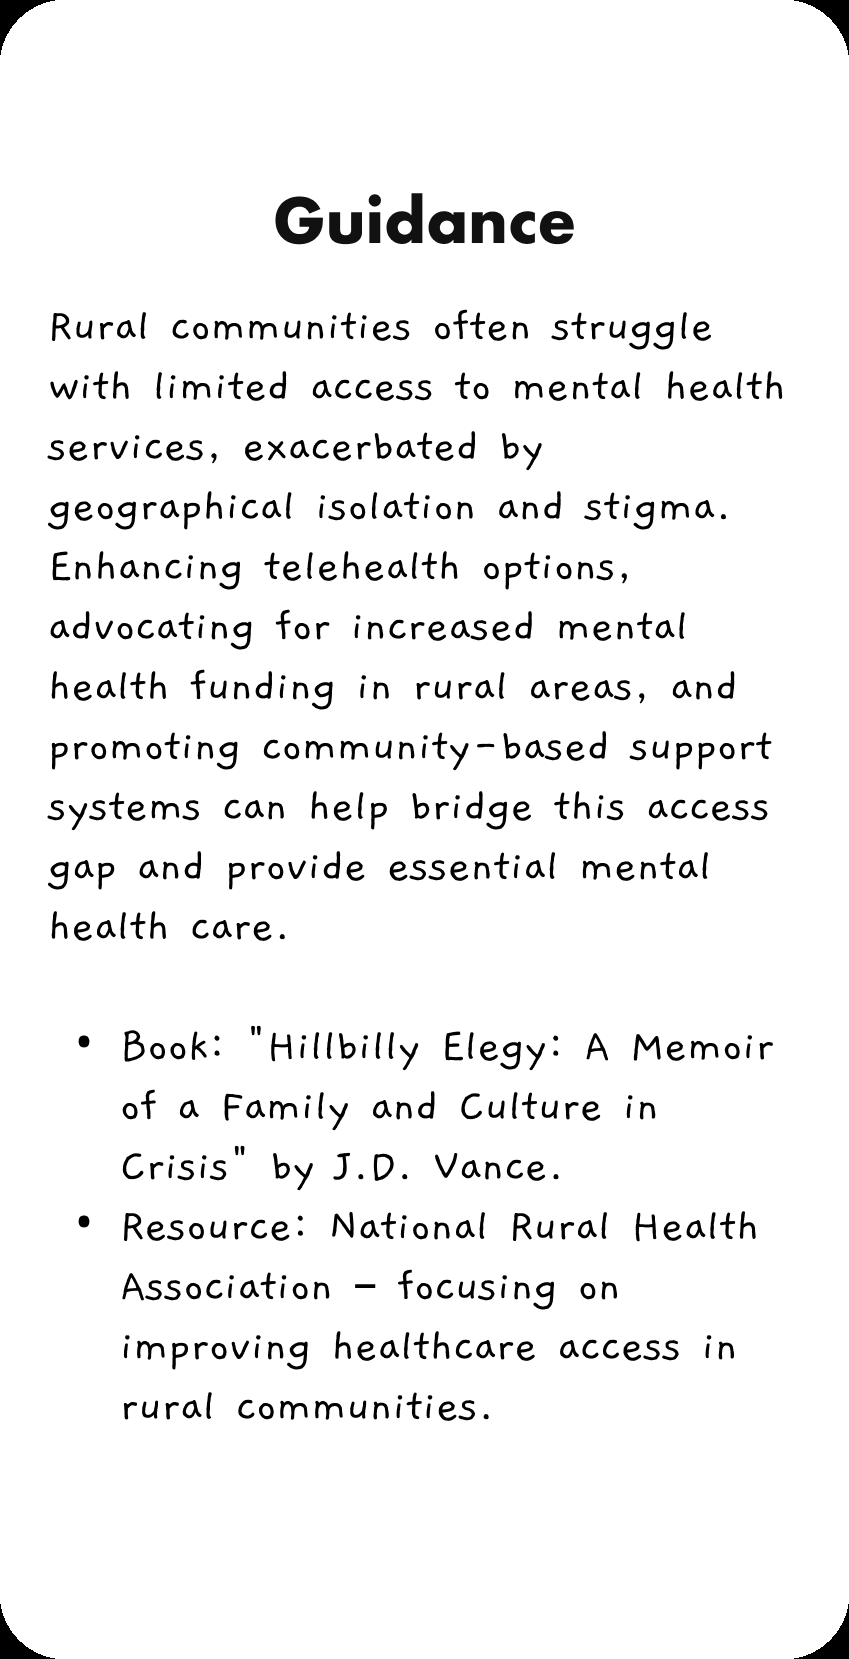 Guidance
Rural communities often struggle
with limited access to mental health
services, exacerbated by
geographical isolation and stigma.
Enhancing telehealth options,
advocating for increased mental
health funding in rural areas, and
promoting community-based support
systems can help bridge this access
gap and provide essential mental
health care.
• Book: "Hillbilly Elegy: A Memoir
of a Family and Culture in
Crisis" by J.D. Vance.
• Resource: National Rural Health
Association – focusing on
improving healthcare access in
rural communities.